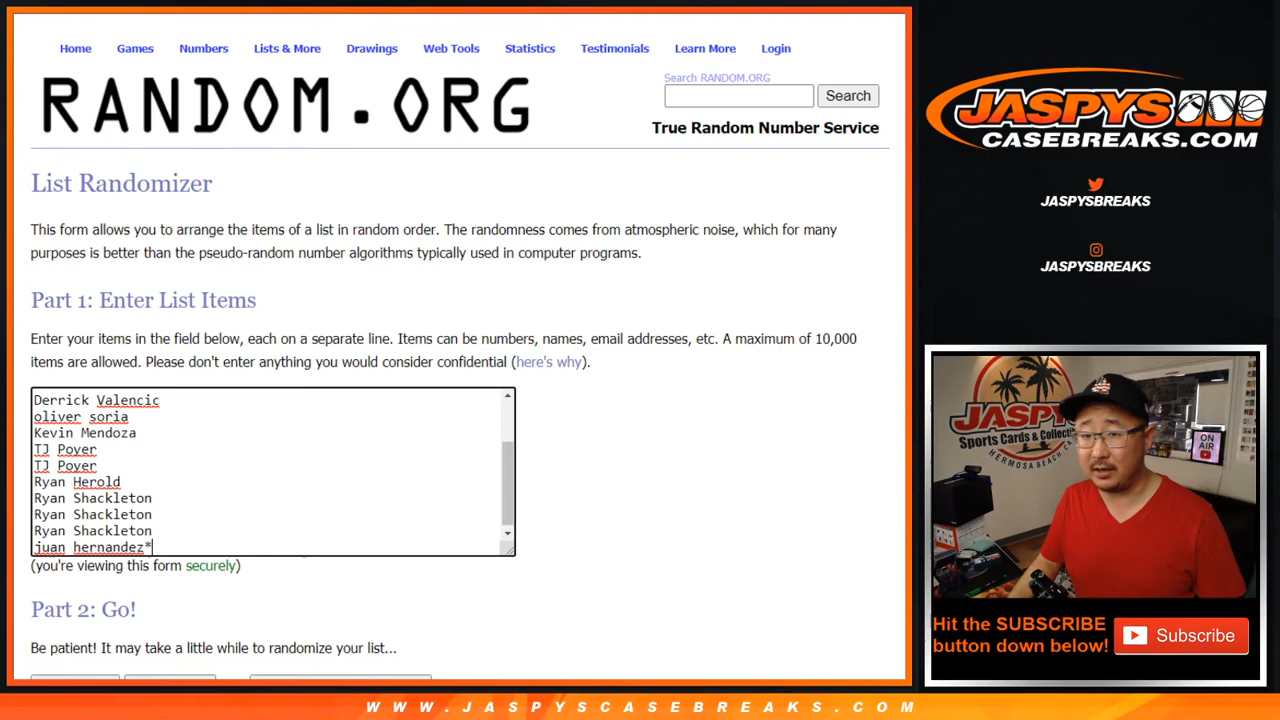 Home Games Numbers Lists & More Drawings Web Tools Statistics Testimonials Learn More Login
RANDOM.ORG
Search RANDOM.ORG
Search
True Random Number Service
List Randomizer
This form allows you to arrange the items of a list in random order. The randomness comes from atmospheric noise, which for many
purposes is better than the pseudo-random number algorithms typically used in computer programs.
Part 1: Enter List Items
Enter your items in the field below, each on a separate line. Items can be numbers, names, email addresses, etc. A maximum of 10,000
items are allowed. Please don't enter anything you would consider confidential (here's why).
Derrick Valencic
oliver soria
Kevin Mendoza
TJ Poyer
TJ Poyer
Ryan Herold
Ryan Shackleton
Ryan Shackleton
Ryan Shackleton
juan hernandez*
(you're viewing this form securely)
Part 2: Go!
Be patient! It may take a little while to randomize your list...
JASPYS
CASEBREAKS.COM
JASPYSBREAKS
JASPYSBREAKS
JASPYS
Sports Cards & Collectibles
HERMOSA BEACH
ON
AIR
Hit the SUBSCRIBE
button down below!
Subscribe
WWW.JASPYSCASEBREAKS.COM